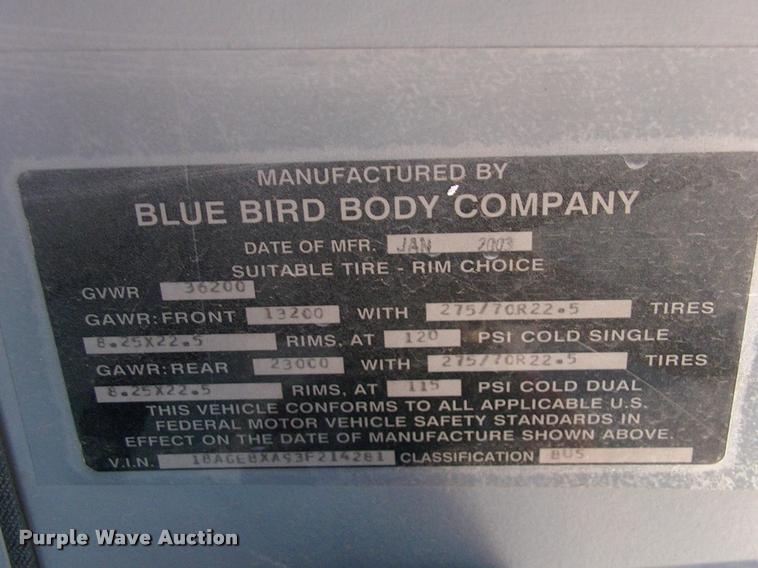 MANUFACTURED BY
BLUE BIRD BODY COMPANY
DATE OF MFR. JAN 2003
SUITABLE TIRE - RIM CHOICE
GVWR 36200
GAWR: FRONT 13200 WITH 275/70R22.5 TIRES
8.25X22.5 RIMS, AT 120 PSI COLD SINGLE
GAWR: REAR 23000 WITH 275/70R22.5 TIRES
8.25X22.5 RIMS, AT 115 PSI COLD DUAL
THIS VEHICLE CONFORMS TO ALL APPLICABLE U.S.
FEDERAL MOTOR VEHICLE SAFETY STANDARDS IN
EFFECT ON THE DATE OF MANUFACTURE SHOWN ABOVE.
V.I.N. CLASSIFICATION BUS
Purple Wave Auction